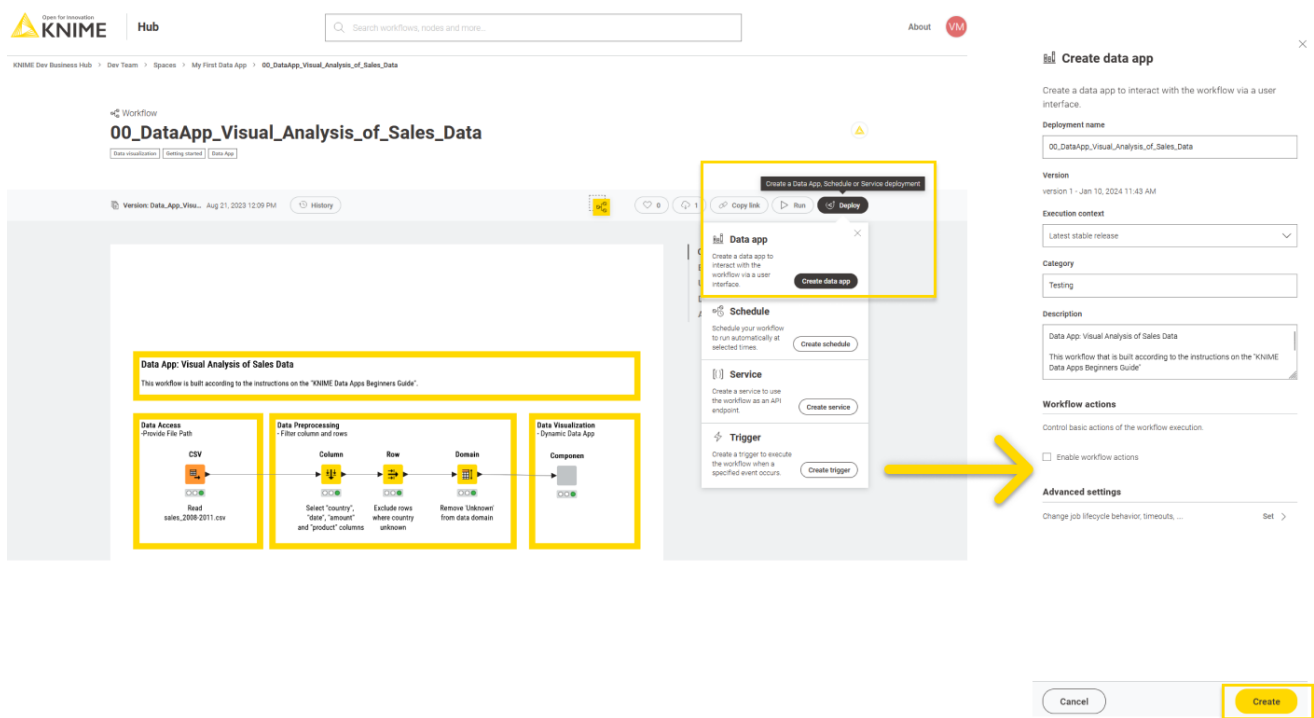 Open for Innovation
KNIME
Hub
Search workflows, nodes and more...
About
VM
KNIME Dev Business Hub > Dev Team > Spaces > My First Data App > 00_DataApp_Visual_Analysis_of_Sales_Data
Workflow
00_DataApp_Visual_Analysis_of_Sales_Data
Data visualization Getting started Data App
Create a Data App, Schedule or Service deployment
Version: Data_App_Visu... Aug 21, 2023 12:09 PM History
0 1 Copy link Run Deploy
Data app
Create a data app to
interact with the
workflow via a user
interface.
Create data app
Schedule
Schedule your workflow
to run automatically at
selected times.
Create schedule
Service
Create a service to use
the workflow as an API
endpoint.
Create service
Trigger
Create a trigger to execute
the workflow when a
specified event occurs.
Create trigger
Data App: Visual Analysis of Sales Data
This workflow is built according to the instructions on the "KNIME Data Apps Beginners Guide".
Data Access
-Provide File Path
CSV
Read
sales_2008-2011.csv
Data Preprocessing
- Filter column and rows
Column
Select "country",
"date", "amount"
and "product" columns
Row
Exclude rows
where country
unknown
Domain
Remove 'Unknown'
from data domain
Data Visualization
- Dynamic Data App
Componen
Create data app
Create a data app to interact with the workflow via a user
interface.
Deployment name
00_DataApp_Visual_Analysis_of_Sales_Data
Version
version 1 - Jan 10, 2024 11:43 AM
Execution context
Latest stable release
Category
Testing
Description
Data App: Visual Analysis of Sales Data
This workflow that is built according to the instructions on the "KNIME
Data Apps Beginners Guide"
Workflow actions
Control basic actions of the workflow execution.
Enable workflow actions
Advanced settings
Change job lifecycle behavior, timeouts, ... Set >
Cancel
Create